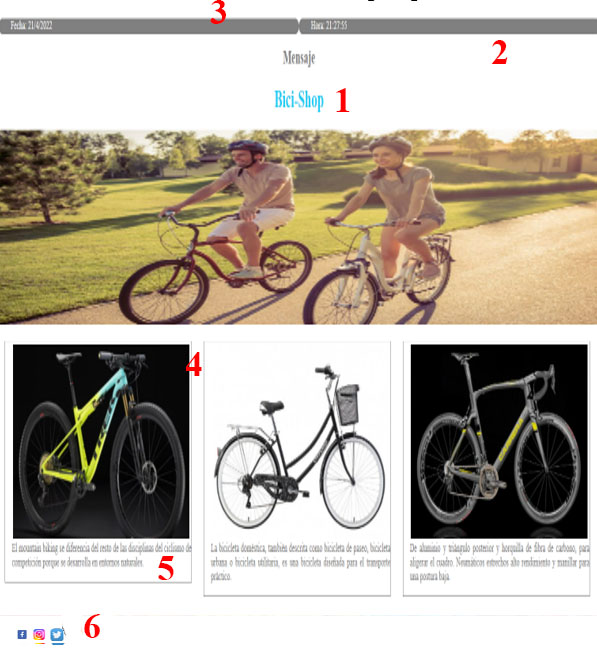 3
Fecha: 21/4/2022 Hora: 21:27:55
2
Mensaje
Bici-Shop 1
4
TREK
El mountain biking se diferencia del resto de las disciplinas del ciclismo de
competición porque se desarrolla en entornos naturales.
5
La bicicleta doméstica, también descrita como bicicleta de paseo, bicicleta
urbana o bicicleta utilitaria, es una bicicleta diseñada para el transporte
práctico.
De aluminio y triángulo posterior y horquilla de fibra de carbono, para
aligerar el cuadro. Neumáticos estrechos alto rendimiento y manillar para
una postura baja.
6